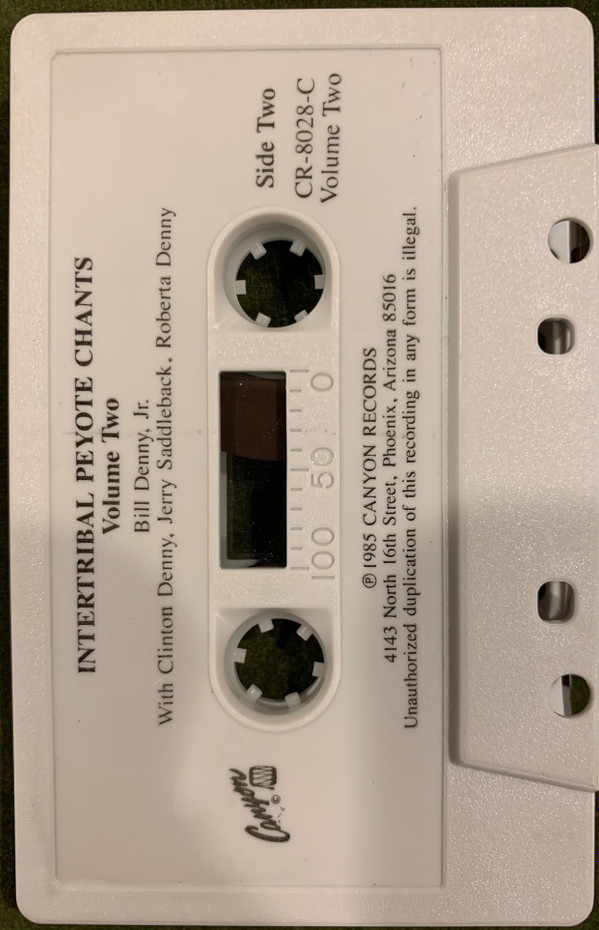 INTERTRIBAL PEYOTE CHANTS
Volume Two
Bill Denny, Jr.
With Clinton Denny, Jerry Saddleback, Roberta Denny
Canyon ©
Side Two
CR-8028-C
Volume Two
100 50 0
℗ 1985 CANYON RECORDS
4143 North 16th Street, Phoenix, Arizona 85016
Unauthorized duplication of this recording in any form is illegal.